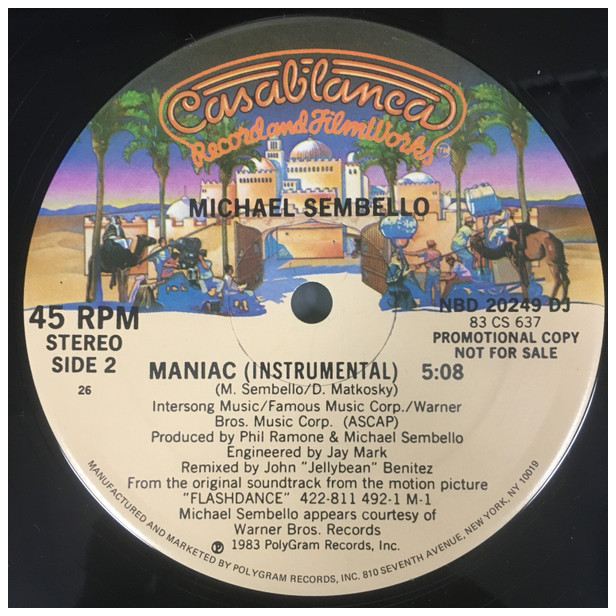 Casablanca
Record and FilmWorks TM
MICHAEL SEMBELLO
45 RPM
STEREO
SIDE 2
26
NBD 20249 DJ
83 CS 637
PROMOTIONAL COPY
NOT FOR SALE
MANIAC (INSTRUMENTAL) 5:08
(M. Sembello/D. Matkosky)
Intersong Music/Famous Music Corp./Warner
Bros. Music Corp. (ASCAP)
Produced by Phil Ramone & Michael Sembello
Engineered by Jay Mark
Remixed by John "Jellybean" Benitez
From the original soundtrack from the motion picture
"FLASHDANCE" 422-811 492-1 M-1
Michael Sembello appears courtesy of
Warner Bros. Records
℗ 1983 PolyGram Records, Inc.
MANUFACTURED AND MARKETED BY POLYGRAM RECORDS, INC. 810 SEVENTH AVENUE, NEW YORK, NY 10019